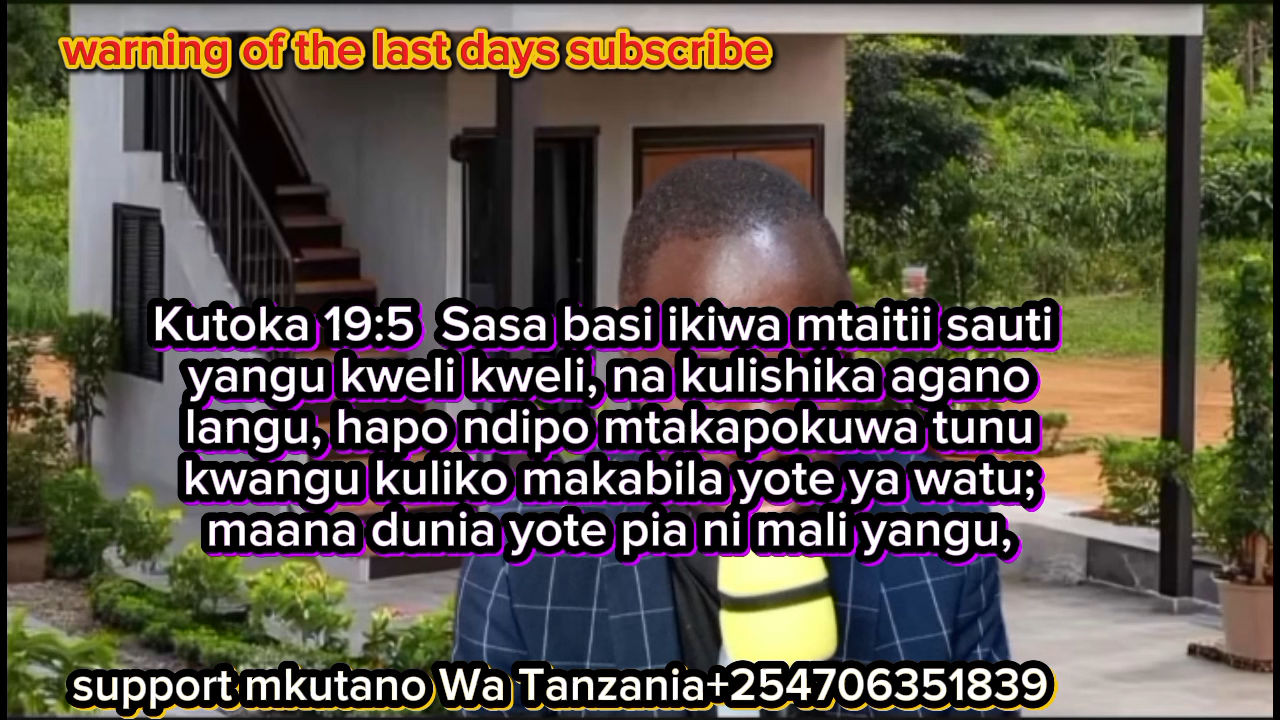 warning of the last days subscribe
Kutoka 19:5 Sasa basi ikiwa mtaitii sauti
yangu kweli kweli, na kulishika agano
langu, hapo ndipo mtakapokuwa tunu
kwangu kuliko makabila yote ya watu;
maana dunia yote pia ni mali yangu,
support mkutano Wa Tanzania+254706351839